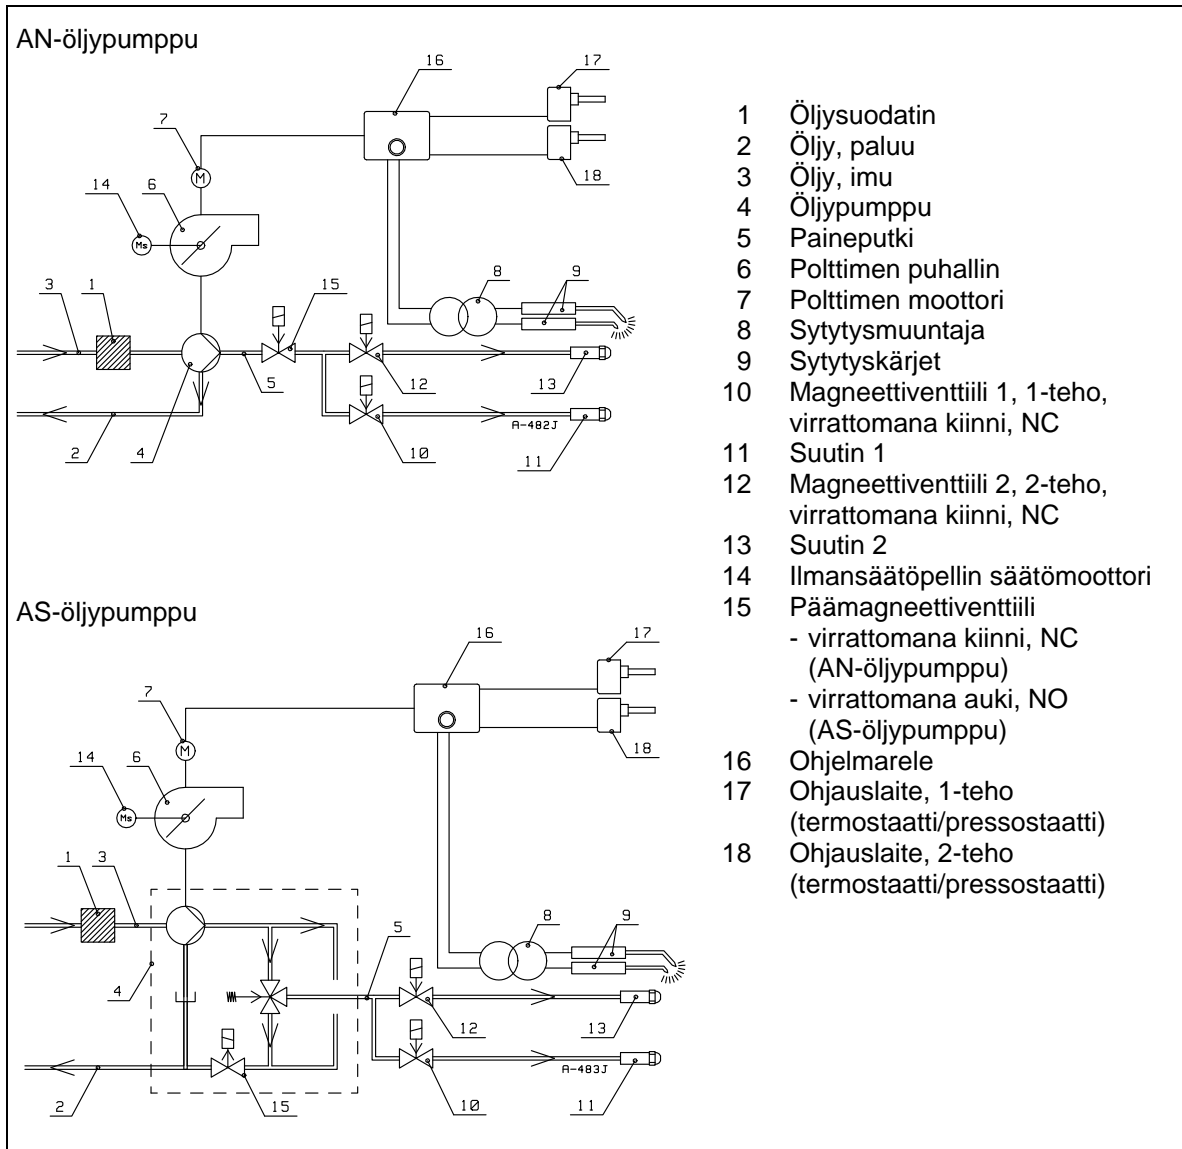 AN-öljypumppu
16
17
7
18
14
6
8
9
3
1
15
5
12
13
A-482J
2
4
10
11
AS-öljypumppu
16
17
7
18
14
6
1
3
8
9
5
4
12
13
A-483J
2
15
10
11
M
Ms
M
Ms
1 Öljysuodatin
2 Öljy, paluu
3 Öljy, imu
4 Öljypumppu
5 Paineputki
6 Polttimen puhallin
7 Polttimen moottori
8 Sytytysmuuntaja
9 Sytytyskärjet
10 Magneettiventtiili 1, 1-teho,
virrattomana kiinni, NC
11 Suutin 1
12 Magneettiventtiili 2, 2-teho,
virrattomana kiinni, NC
13 Suutin 2
14 Ilmansäätöpellin säätömoottori
15 Päämagneettiventtiili
- virrattomana kiinni, NC
(AN-öljypumppu)
- virrattomana auki, NO
(AS-öljypumppu)
16 Ohjelmarele
17 Ohjauslaite, 1-teho
(termostaatti/pressostaatti)
18 Ohjauslaite, 2-teho
(termostaatti/pressostaatti)